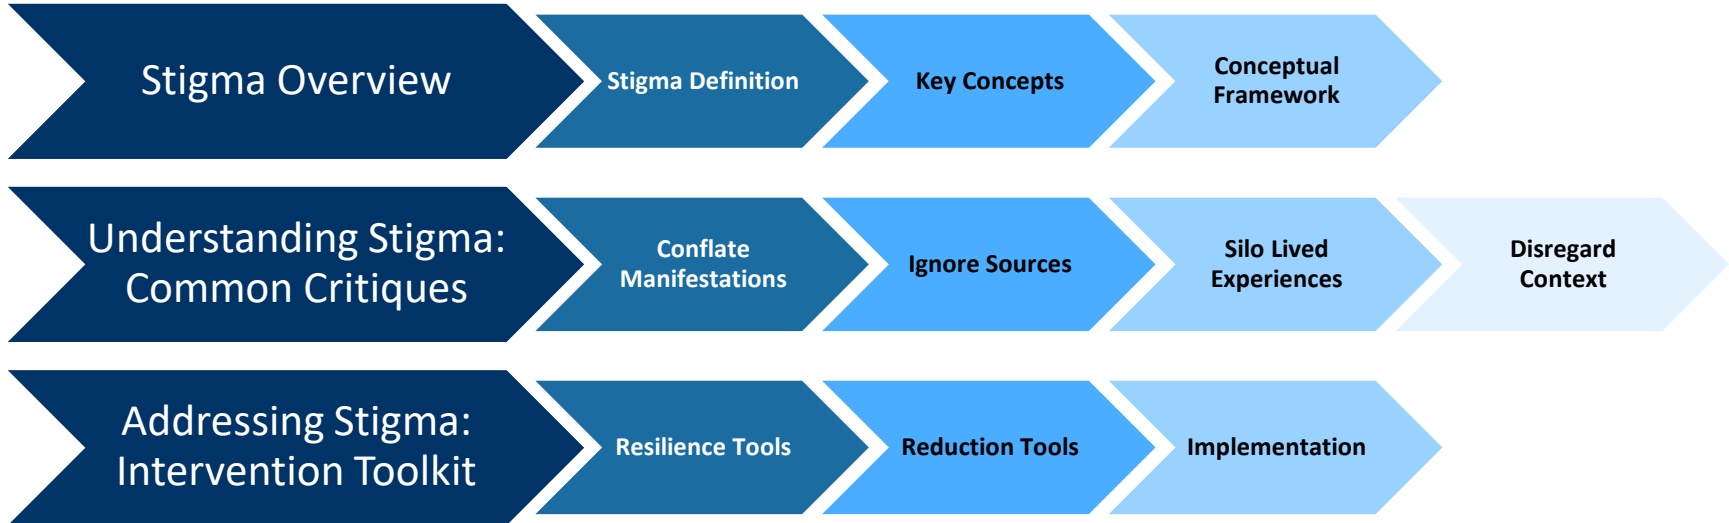 Stigma Overview
Stigma Definition
Key Concepts
Conceptual
Framework
Understanding Stigma:
Common Critiques
Conflate
Manifestations
Ignore Sources
Silo Lived
Experiences
Disregard
Context
Addressing Stigma:
Intervention Toolkit
Resilience Tools
Reduction Tools
Implementation